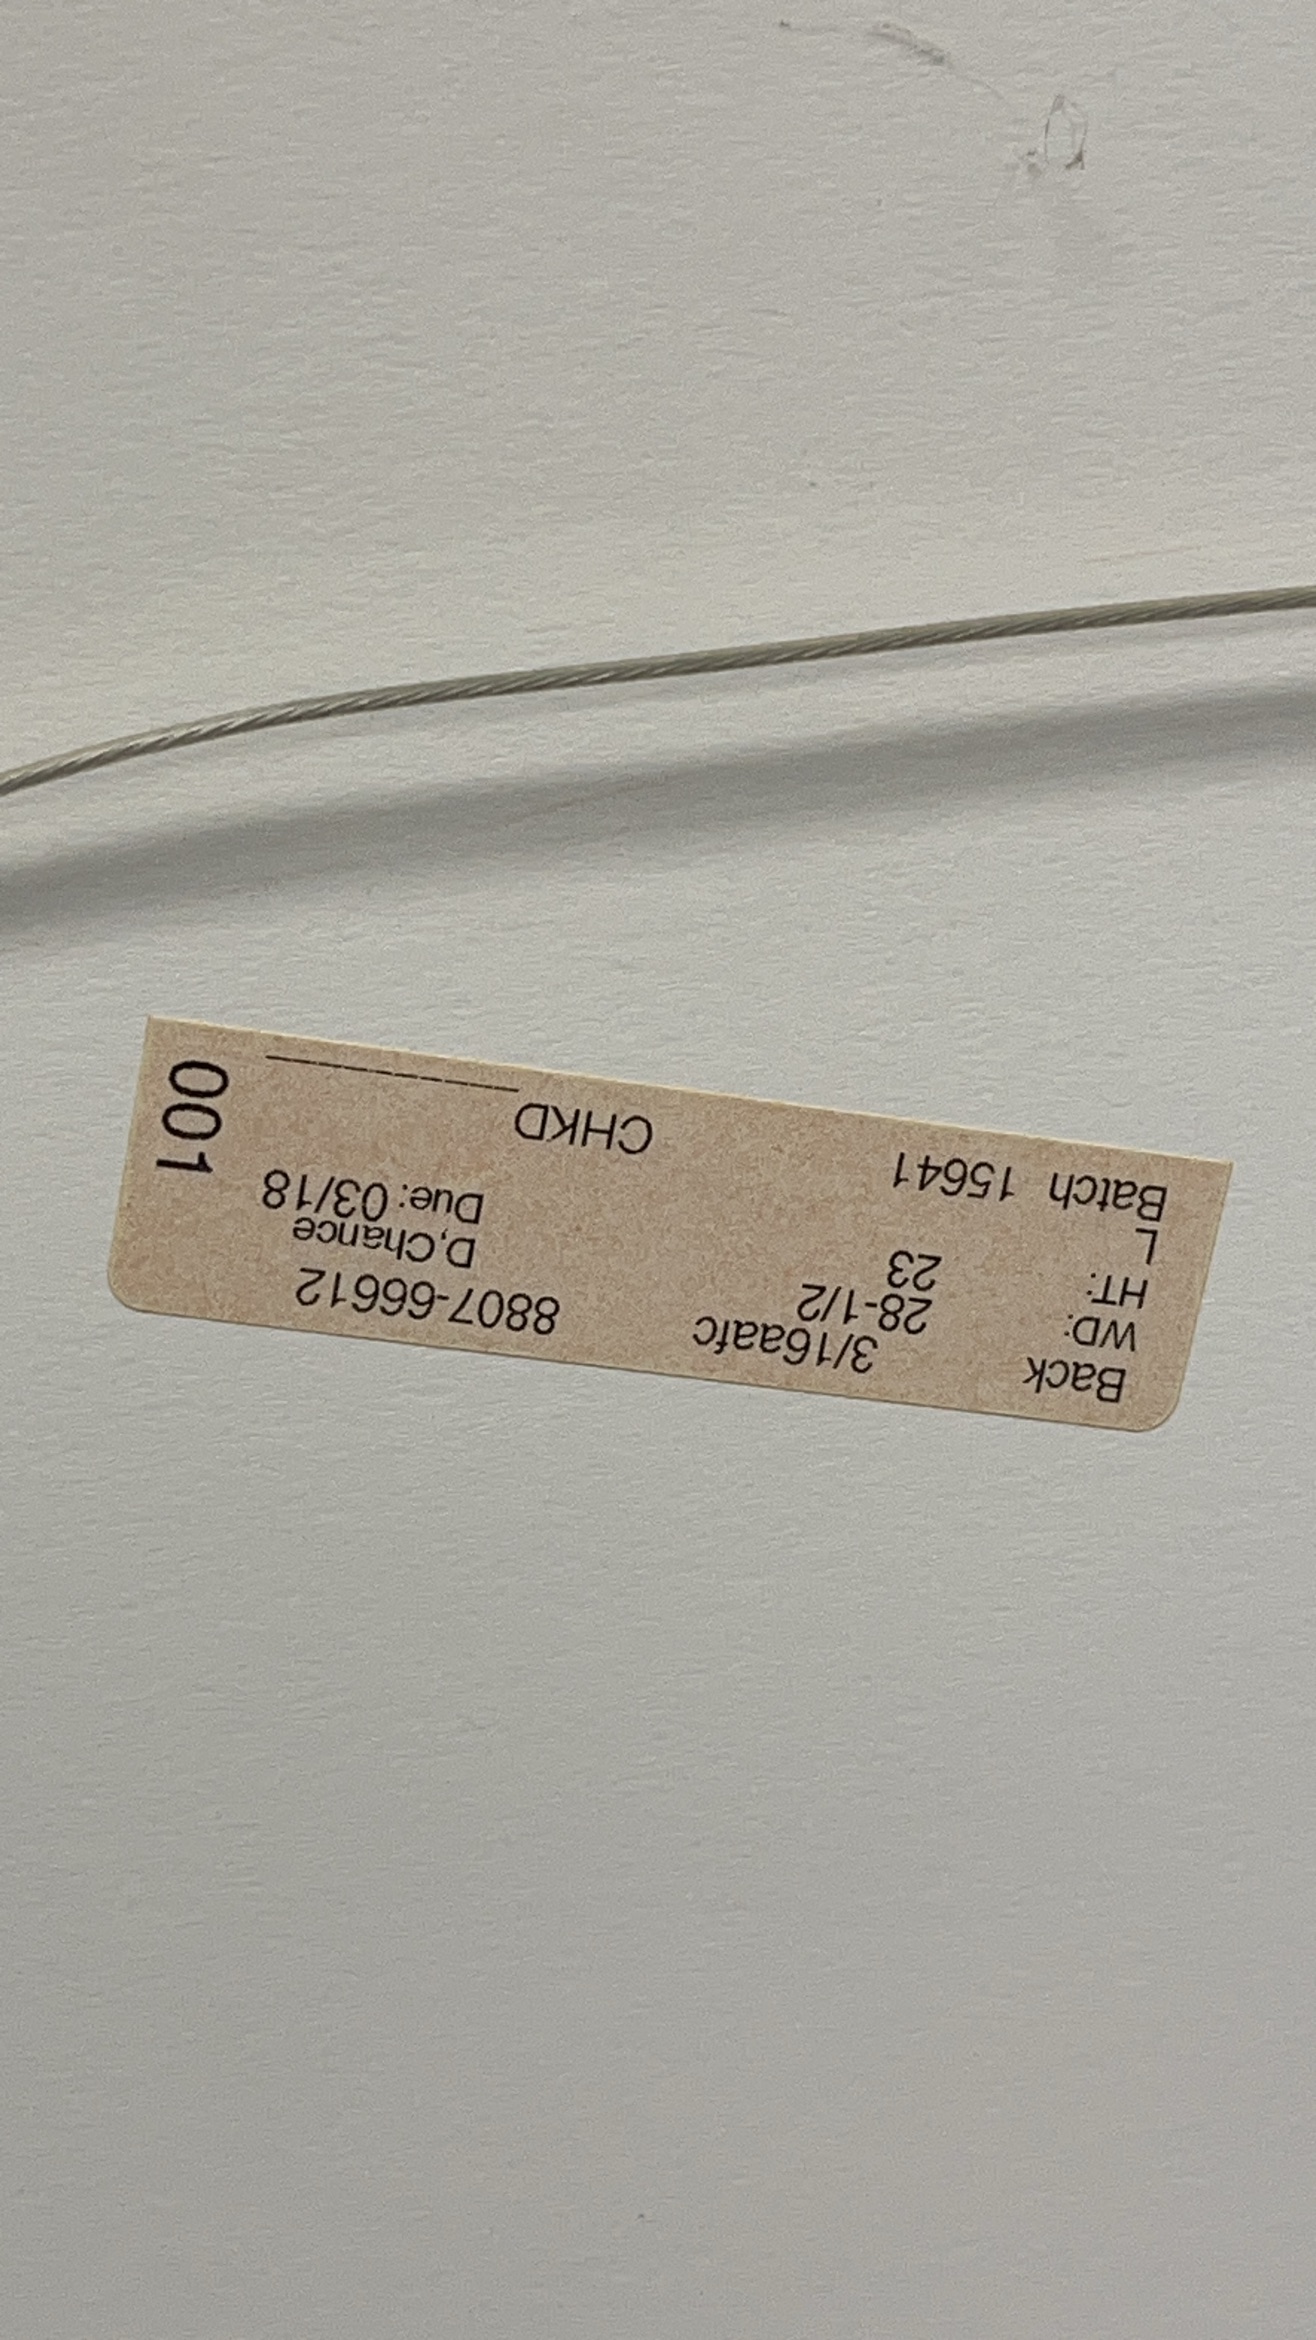 Back 3/16aafc 8807-66612
WD: 28-1/2 D,Chance
HT: 23 Due: 03/18
L
Batch 15641 CHKD
001